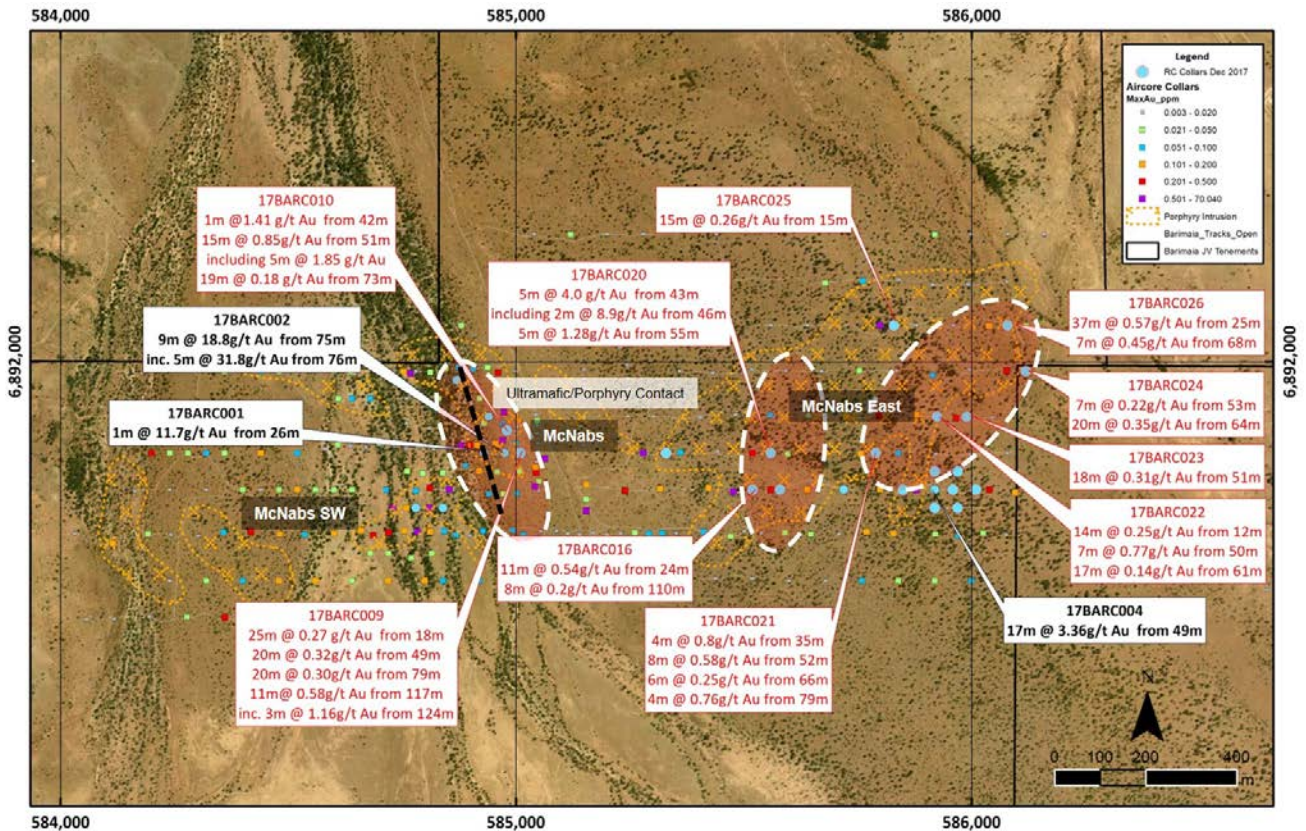 584,000
585,000
586,000
Legend
RC Collars Dec 2017
Aircore Collars
MaxAu_ppm
0.003 - 0.020
0.021 - 0.050
0.051 - 0.100
0.101 - 0.200
0.201 - 0.500
0.501 - 70.040
Porphyry Intrusion
Barimaia_Tracks_Open
Barimaia JV Tenements
17BARC010
1m @1.41 g/t Au from 42m
15m @ 0.85g/t Au from 51m
including 5m @ 1.85 g/t Au
19m @ 0.18 g/t Au from 73m
17BARC025
15m @ 0.26g/t Au from 15m
17BARC020
5m @ 4.0 g/t Au from 43m
including 2m @ 8.9g/t Au from 46m
5m @ 1.28g/t Au from 55m
17BARC026
37m @ 0.57g/t Au from 25m
7m @ 0.45g/t Au from 68m
17BARC002
9m @ 18.8g/t Au from 75m
inc. 5m @ 31.8g/t Au from 76m
6,892,000
6,892,000
17BARC024
7m @ 0.22g/t Au from 53m
20m @ 0.35g/t Au from 64m
Ultramafic/Porphyry Contact
17BARC001
1m @ 11.7g/t Au from 26m
McNabs
McNabs East
17BARC023
18m @ 0.31g/t Au from 51m
McNabs SW
17BARC022
14m @ 0.25g/t Au from 12m
7m @ 0.77g/t Au from 50m
17m @ 0.14g/t Au from 61m
17BARC016
11m @ 0.54g/t Au from 24m
8m @ 0.2g/t Au from 110m
17BARC009
25m @ 0.27 g/t Au from 18m
20m @ 0.32g/t Au from 49m
20m @ 0.30g/t Au from 79m
11m@ 0.58g/t Au from 117m
inc. 3m @ 1.16g/t Au from 124m
17BARC021
4m @ 0.8g/t Au from 35m
8m @ 0.58g/t Au from 52m
6m @ 0.25g/t Au from 66m
4m @ 0.76g/t Au from 79m
17BARC004
17m @ 3.36g/t Au from 49m
N
0 100 200 400
m
584,000
585,000
586,000